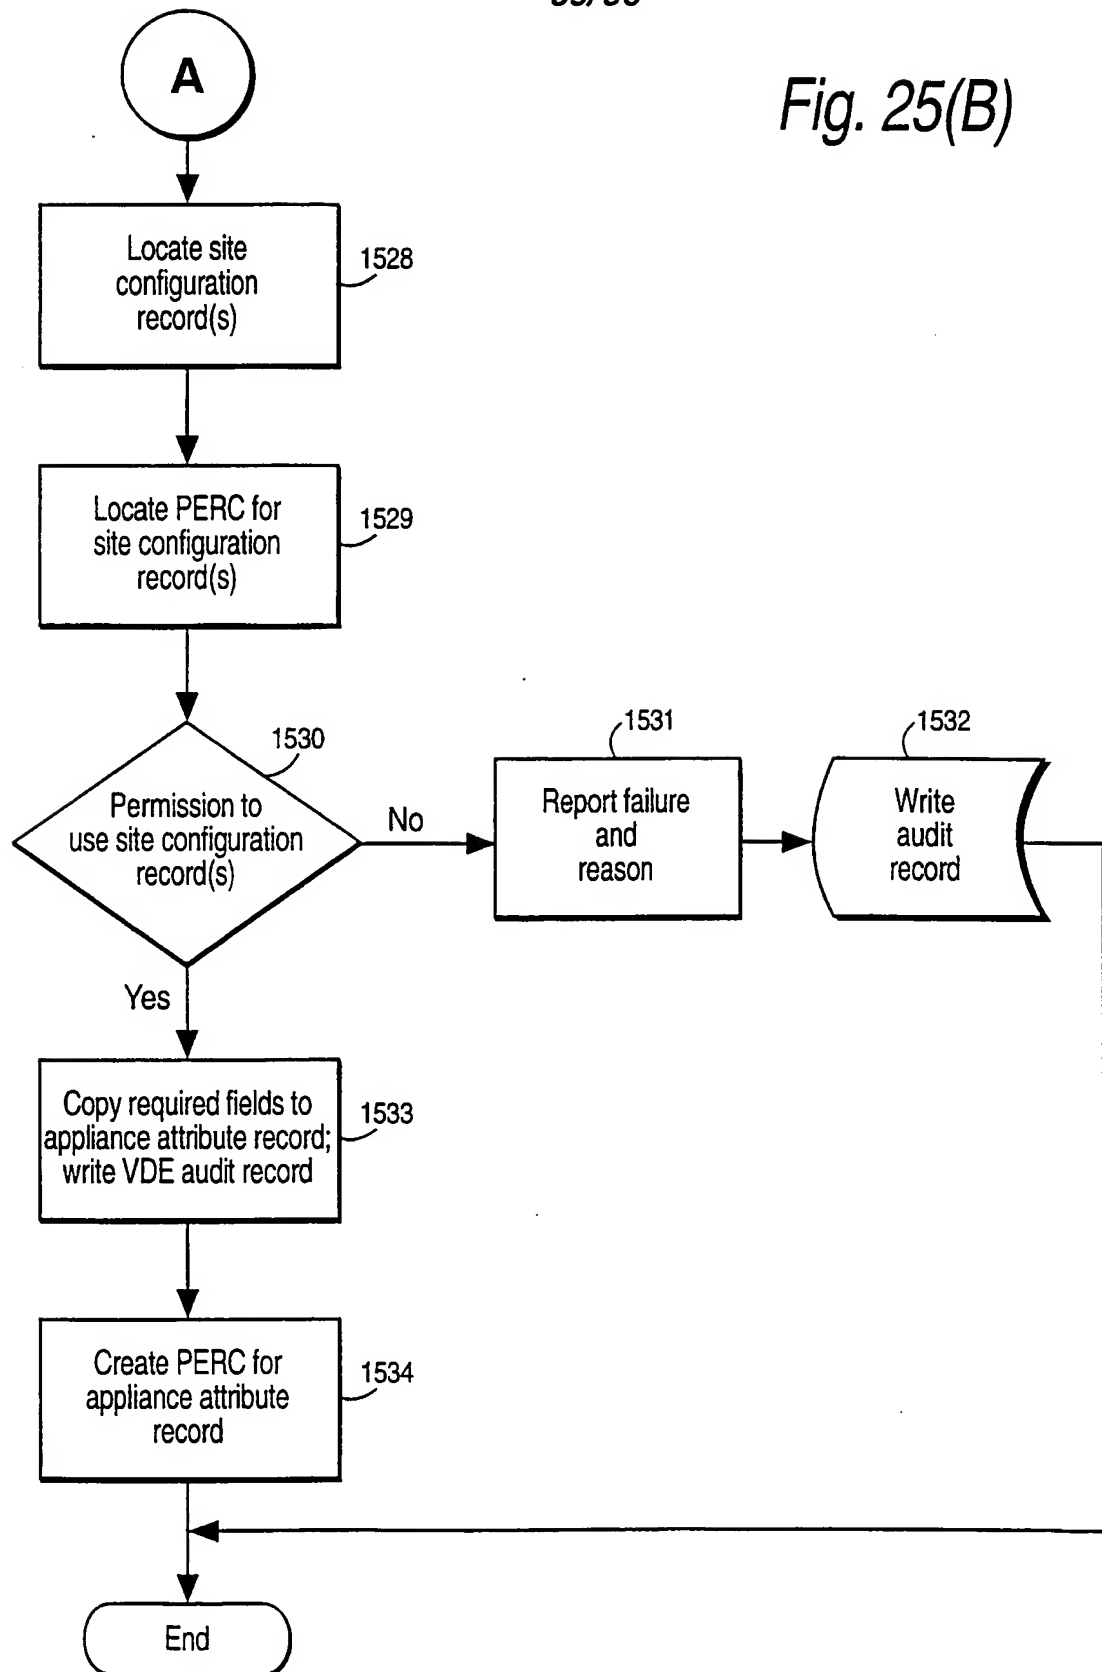 Fig. 25(B)
A
Locate site
configuration
record(s)
1528
Locate PERC for
site configuration
record(s)
1529
1530
Permission to
use site configuration
record(s)
No
1531
Report failure
and
reason
1532
Write
audit
record
Yes
Copy required fields to
appliance attribute record;
write VDE audit record
1533
Create PERC for
appliance attribute
record
1534
End